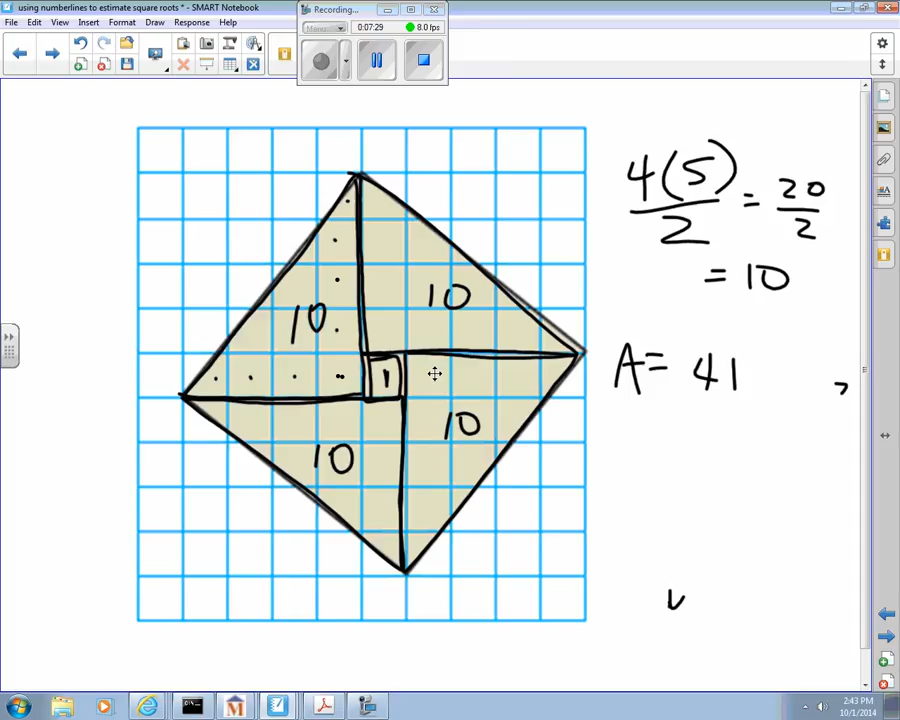 using numberlines to estimate square roots * - SMART Notebook
Recording...
File Edit View Insert Format Draw Response Help
0:07:29
8.0 fps
4(5)
2
=
20
2
= 10
10
10
1
10
10
A= 41
2:43 PM
10/1/2014